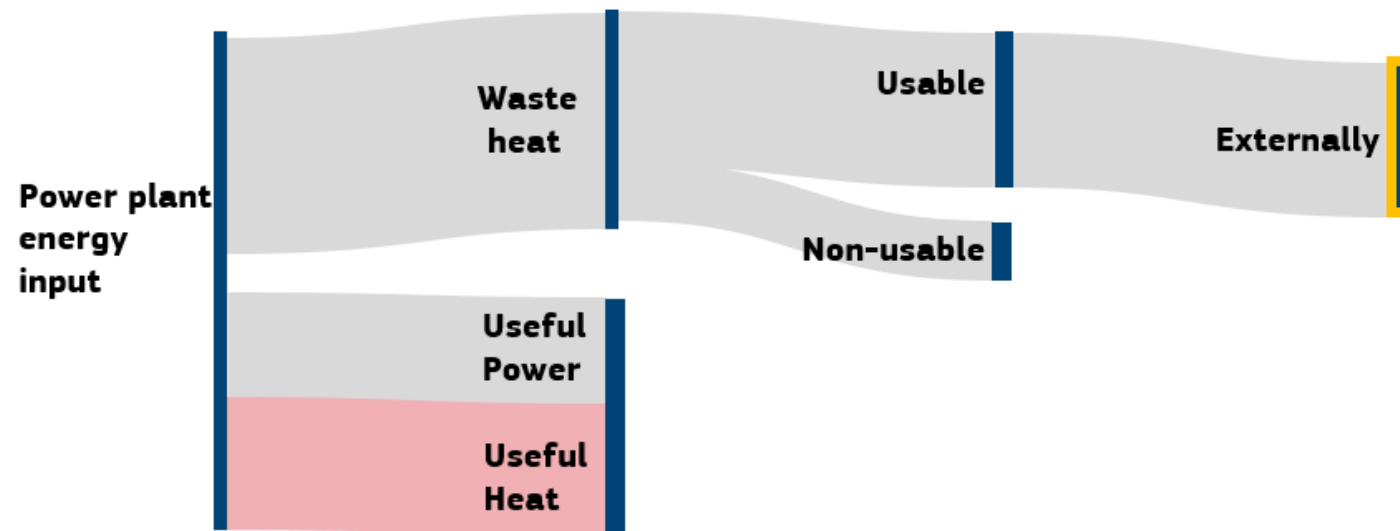 Power plant
energy
input
Waste
heat
Useful
Power
Useful
Heat
Usable
Non-usable
Externally